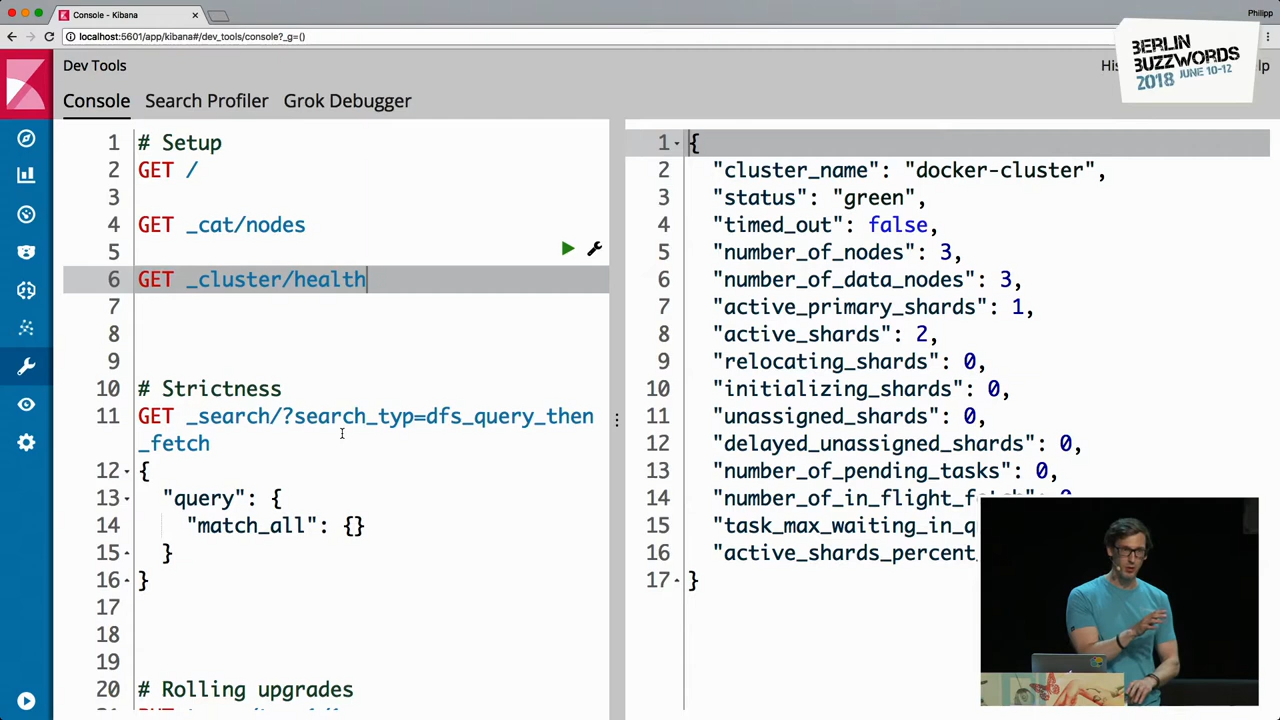 Console - Kibana
Philipp
localhost:5601/app/kibana#/dev_tools/console?_g=()
BERLIN
BUZZWORDS
2018 JUNE 10-12
Dev Tools
Console Search Profiler Grok Debugger
1 # Setup
2 GET /
3
4 GET _cat/nodes
5
6 GET _cluster/health
7
8
9
10 # Strictness
11 GET _search/?search_typ=dfs_query_then
_fetch
12 {
13 "query": {
14 "match_all": {}
15 }
16 }
17
18
19
20 # Rolling upgrades
1 {
2 "cluster_name": "docker-cluster",
3 "status": "green",
4 "timed_out": false,
5 "number_of_nodes": 3,
6 "number_of_data_nodes": 3,
7 "active_primary_shards": 1,
8 "active_shards": 2,
9 "relocating_shards": 0,
10 "initializing_shards": 0,
11 "unassigned_shards": 0,
12 "delayed_unassigned_shards": 0,
13 "number_of_pending_tasks": 0,
14 "number_of_in_flight_fetch": 0,
15 "task_max_waiting_in_q
16 "active_shards_percent_
17 }